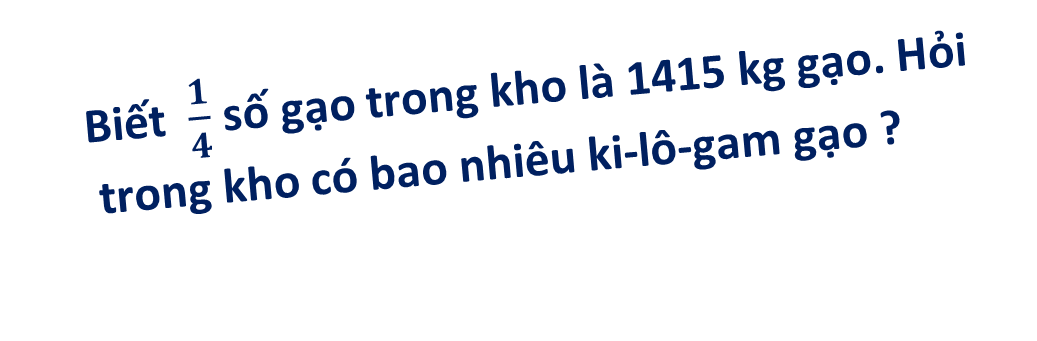 Biết 1/4 số gạo trong kho là 1415 kg gạo. Hỏi
trong kho có bao nhiêu ki-lô-gam gạo ?